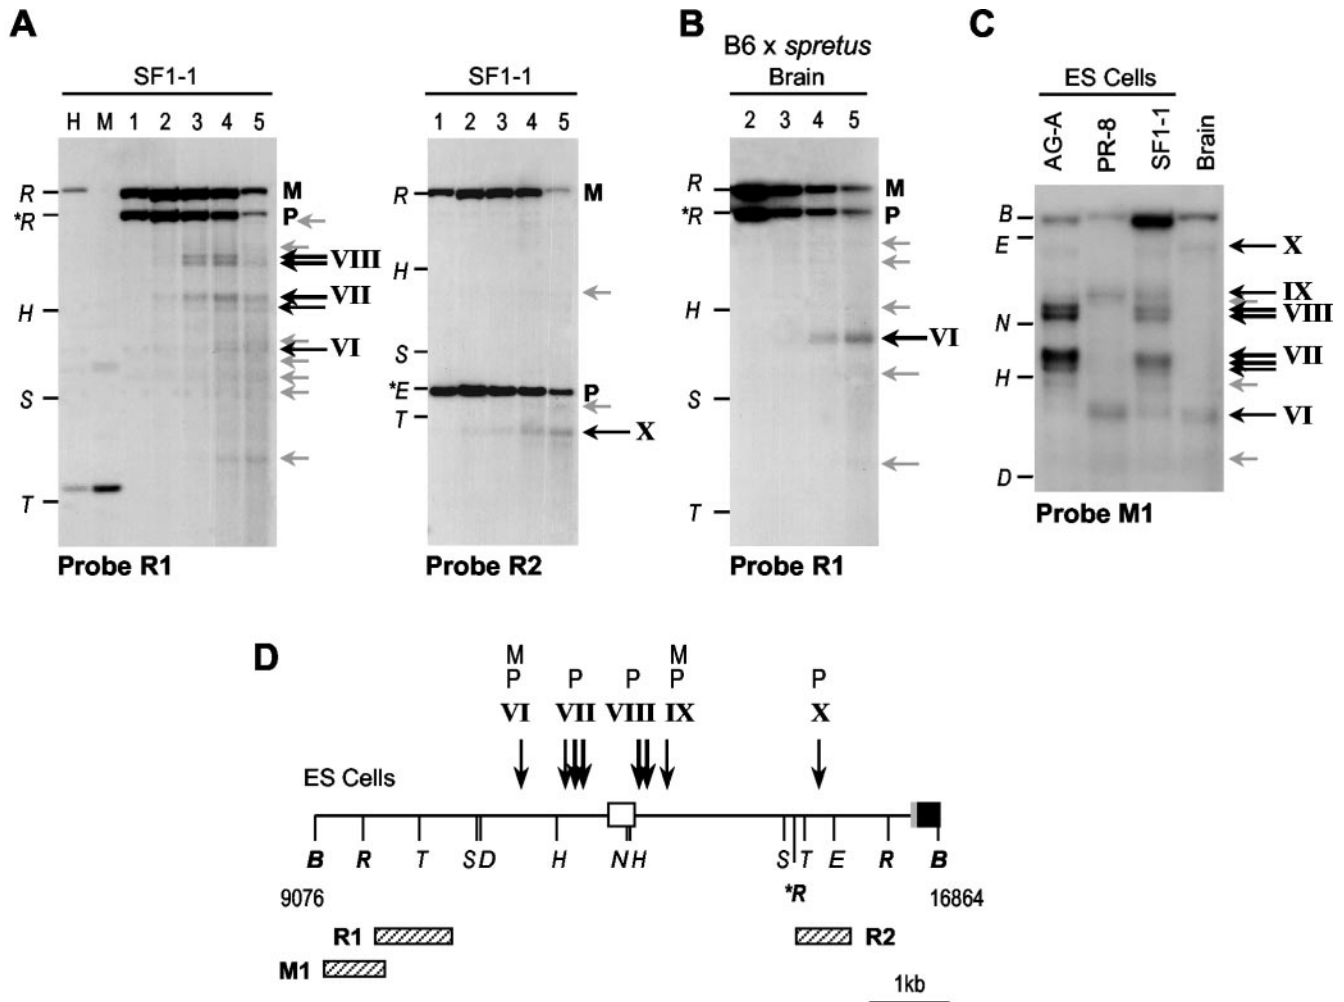 A
SF1-1
H M 1 2 3 4 5
R
*R
H
S
T
M
P
VIII
VII
VI
Probe R1
SF1-1
1 2 3 4 5
R
H
S
*E
T
M
P
X
Probe R2
B
B6 x spretus
Brain
2 3 4 5
R
*R
H
S
T
M
P
VI
Probe R1
C
ES Cells
AG-A PR-8 SF1-1 Brain
B
E
N
H
D
X
IX
VIII
VII
VI
Probe M1
D
M M
P P P P P
VI VII VIII IX X
ES Cells
B R T S D H N H S T E R B
*R
9076 16864
R1 R2
M1
1kb